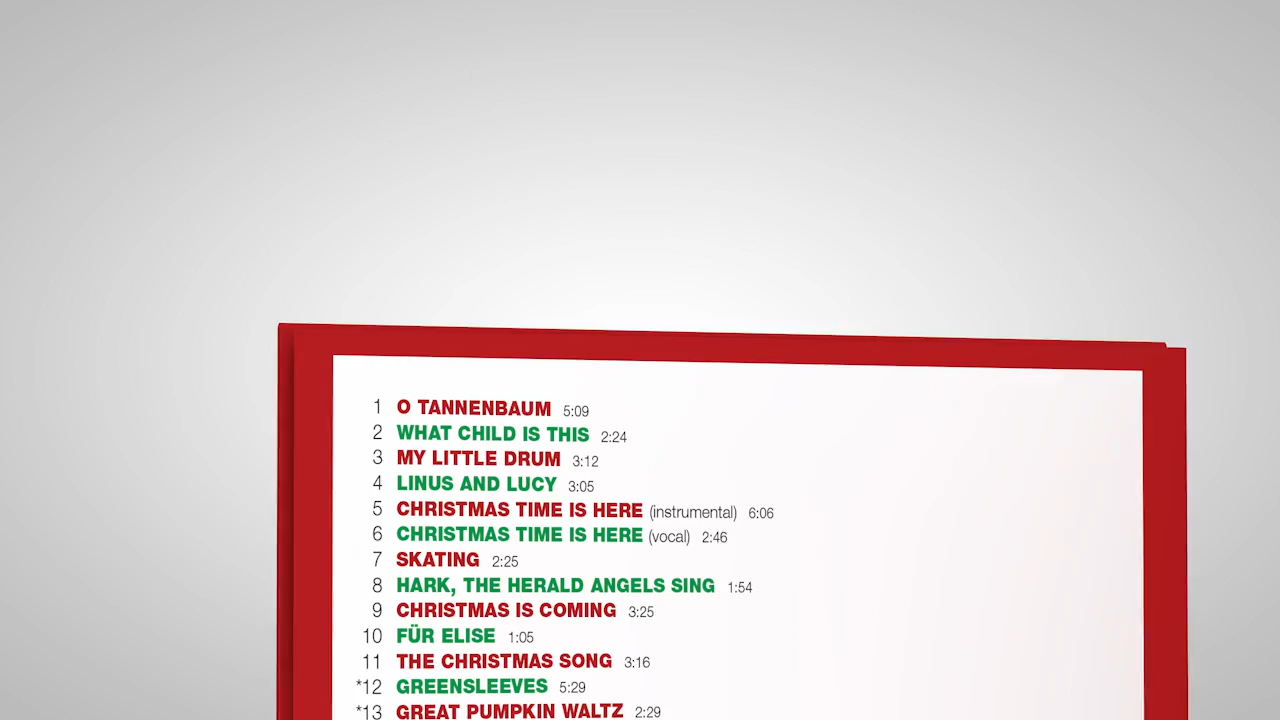 1 O TANNENBAUM 5:09
2 WHAT CHILD IS THIS 2:24
3 MY LITTLE DRUM 3:12
4 LINUS AND LUCY 3:05
5 CHRISTMAS TIME IS HERE (instrumental) 6:06
6 CHRISTMAS TIME IS HERE (vocal) 2:46
7 SKATING 2:25
8 HARK, THE HERALD ANGELS SING 1:54
9 CHRISTMAS IS COMING 3:25
10 FÜR ELISE 1:05
11 THE CHRISTMAS SONG 3:16
*12 GREENSLEEVES 5:29
*13 GREAT PUMPKIN WALTZ 2:29